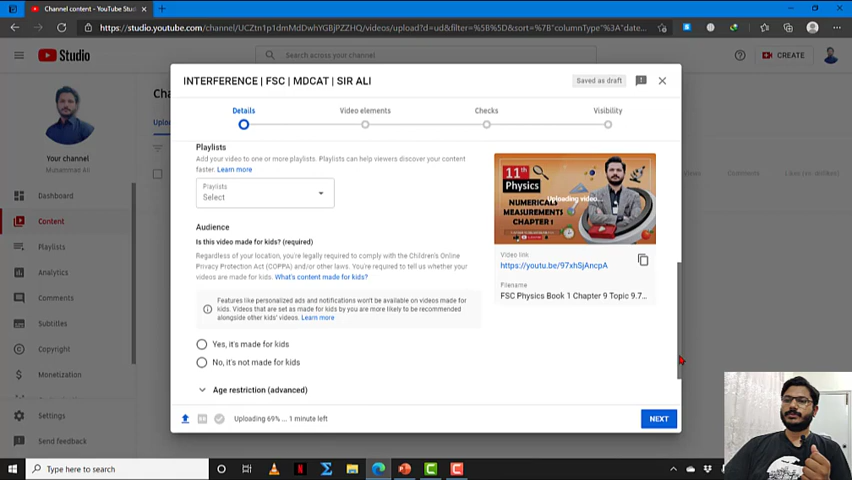 Channel content - YouTube Stud
https://studio.youtube.com/channel/UCZtn1p1dmMdDwhYGBjPZZHQ/videos/upload?d=ud&filter=%5B%5D&sort=%7B"columnType"%3A"date...
Studio
Search across your channel
CREATE
INTERFERENCE | FSC | MDCAT | SIR ALI
Saved as draft
Details
Video elements
Checks
Visibility
Your channel
Muhammad Ali
Dashboard
Content
Playlists
Analytics
Comments
Subtitles
Copyright
Monetization
Settings
Send feedback
Playlists
Add your video to one or more playlists. Playlists can help viewers discover your content
faster. Learn more
Playlists
Select
Audience
Is this video made for kids? (required)
Regardless of your location, you're legally required to comply with the Children's Online
Privacy Protection Act (COPPA) and/or other laws. You're required to tell us whether your
videos are made for kids. What's content made for kids?
Features like personalized ads and notifications won't be available on videos made for
kids. Videos that are set as made for kids by you are more likely to be recommended
alongside other kids' videos. Learn more
Yes, it's made for kids
No, it's not made for kids
Age restriction (advanced)
11th
Physics
NUMERICALS
MEASUREMENTS
CHAPTER 1
Uploading video...
Video link
https://youtu.be/97xhSjAncpA
Filename
FSC Physics Book 1 Chapter 9 Topic 9.7...
Uploading 69% ... 1 minute left
NEXT
Type here to search